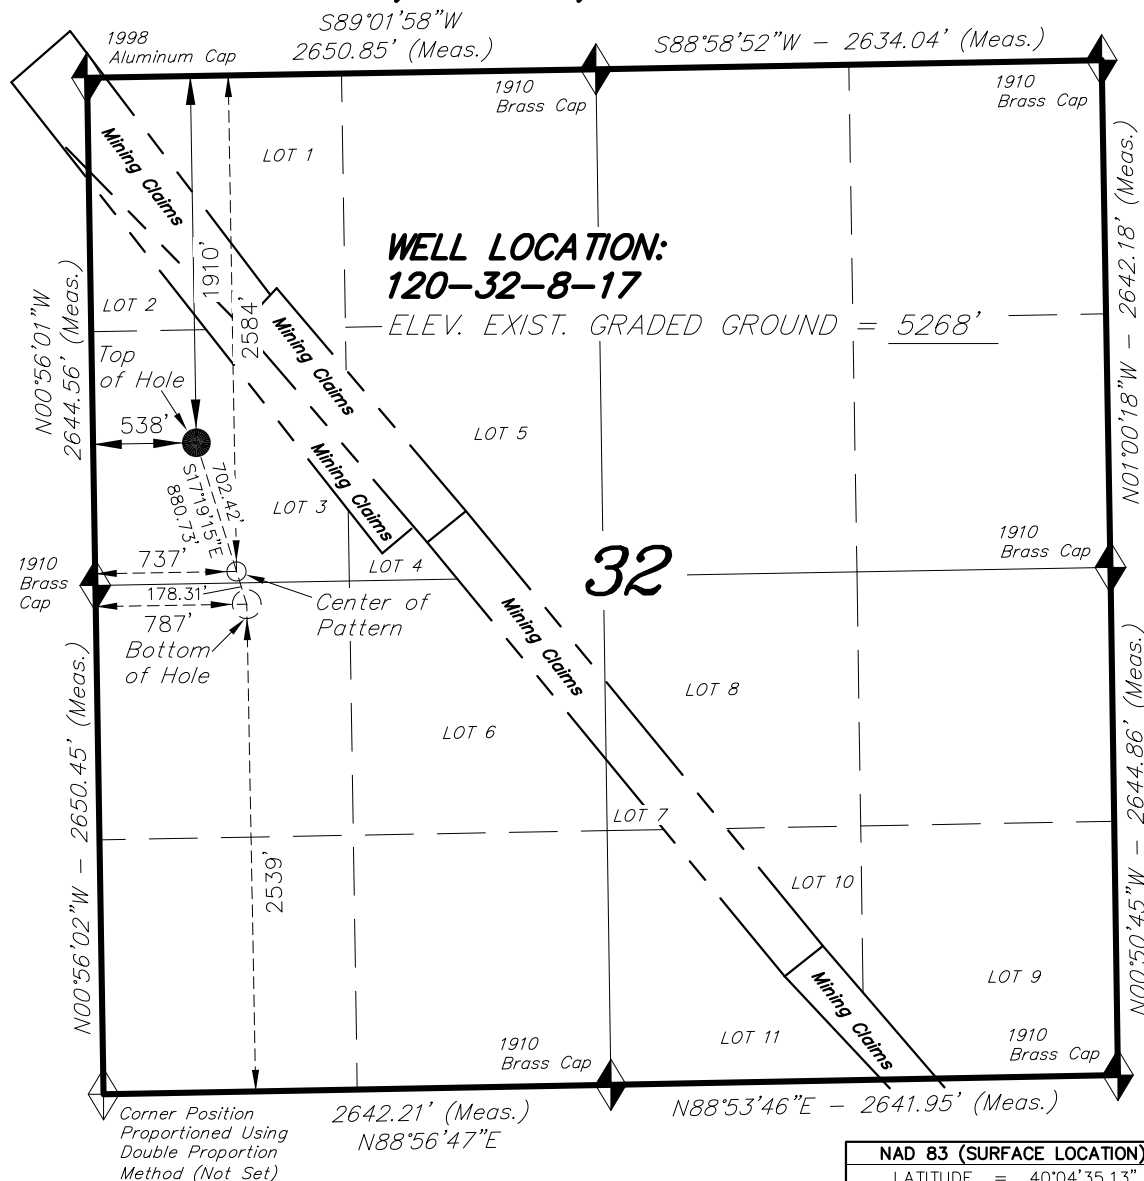 S89°01'58"W
2650.85' (Meas.)
S88°58'52"W - 2634.04' (Meas.)
1998
Aluminum Cap
1910
Brass Cap
1910
Brass Cap
Mining Claims
LOT 1
WELL LOCATION:
120-32-8-17
ELEV. EXIST. GRADED GROUND = 5268'
N00°56'01"W
2644.56' (Meas.)
N01°00'18"W - 2642.18' (Meas.)
1910'
2584'
LOT 2
Top
of Hole
538'
Mining Claims
LOT 5
Mining Claims
702.42'
S17°19'15"E
880.73'
LOT 3
LOT 4
32
1910
Brass Cap
1910
Brass
Cap
737'
178.31'
787'
Center of
Pattern
Bottom
of Hole
Mining Claims
LOT 8
LOT 6
LOT 7
N00°56'02"W - 2650.45' (Meas.)
N00°50'45"W - 2644.86' (Meas.)
2539'
LOT 10
LOT 9
Mining Claims
LOT 11
1910
Brass Cap
1910
Brass Cap
Corner Position
Proportioned Using
Double Proportion
Method (Not Set)
2642.21' (Meas.)
N88°56'47"E
N88°53'46"E - 2641.95' (Meas.)
NAD 83 (SURFACE LOCATION)
LATITUDE = 40°04'35.13"